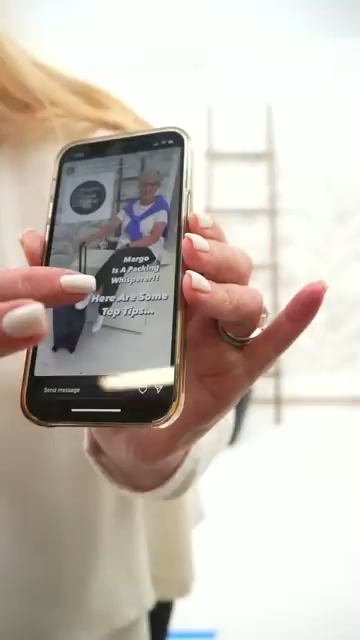 Margo
Is A Packing
Whisperer!!
Here Are Some
Top Tips...
Send message